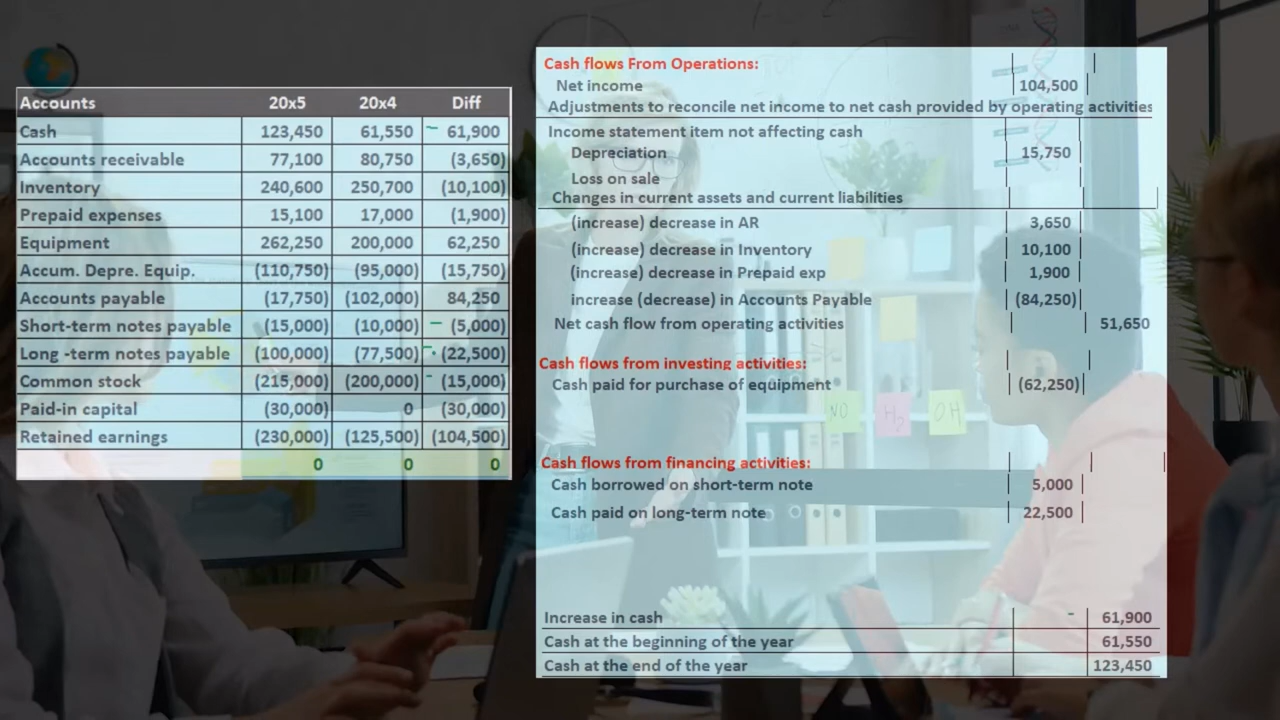 Accounts 20x5 20x4 Diff
Cash 123,450 61,550 61,900
Accounts receivable 77,100 80,750 (3,650)
Inventory 240,600 250,700 (10,100)
Prepaid expenses 15,100 17,000 (1,900)
Equipment 262,250 200,000 62,250
Accum. Depre. Equip. (110,750) (95,000) (15,750)
Accounts payable (17,750) (102,000) 84,250
Short-term notes payable (15,000) (10,000) (5,000)
Long -term notes payable (100,000) (77,500) (22,500)
Common stock (215,000) (200,000) (15,000)
Paid-in capital (30,000) 0 (30,000)
Retained earnings (230,000) (125,500) (104,500)
0 0 0
Cash flows From Operations:
Net income 104,500
Adjustments to reconcile net income to net cash provided by operating activities
Income statement item not affecting cash
Depreciation 15,750
Loss on sale
Changes in current assets and current liabilities
(increase) decrease in AR 3,650
(increase) decrease in Inventory 10,100
(increase) decrease in Prepaid exp 1,900
increase (decrease) in Accounts Payable (84,250)
Net cash flow from operating activities 51,650
Cash flows from investing activities:
Cash paid for purchase of equipment (62,250)
NO H2 OH
Cash flows from financing activities:
Cash borrowed on short-term note 5,000
Cash paid on long-term note 22,500
Increase in cash 61,900
Cash at the beginning of the year 61,550
Cash at the end of the year 123,450